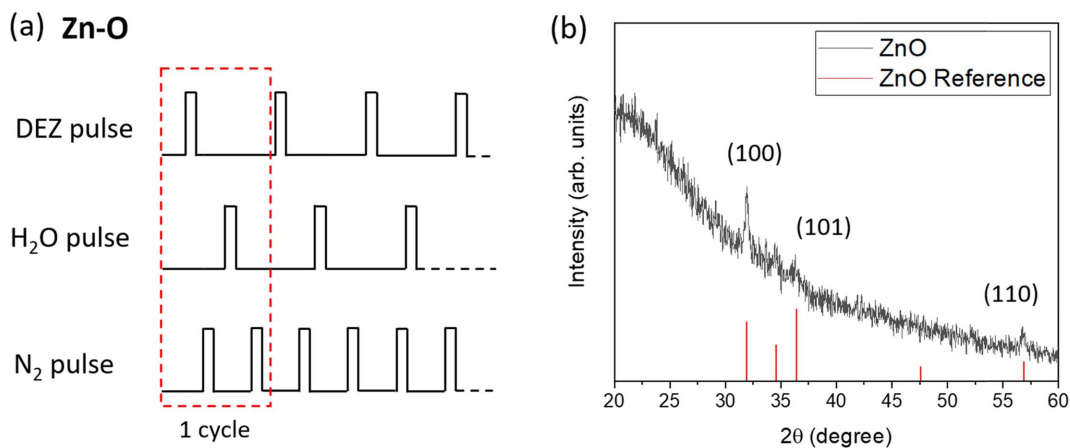 (a) Zn-O
DEZ pulse
H₂O pulse
N₂ pulse
1 cycle
(b)
ZnO
ZnO Reference
(100)
(101)
(110)
Intensity (arb. units)
20 25 30 35 40 45 50 55 60
2θ (degree)